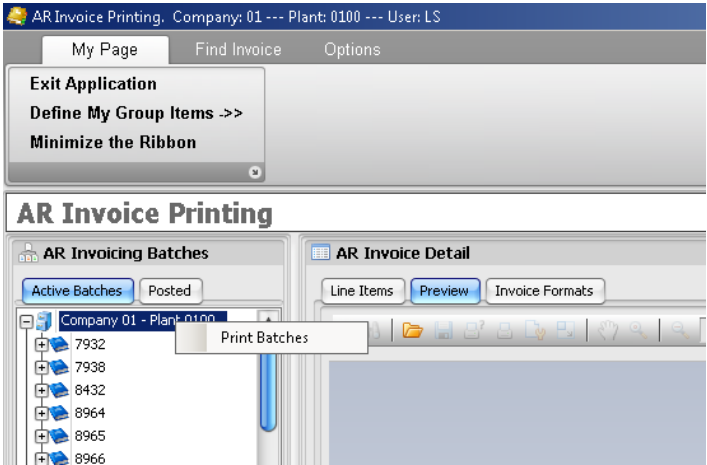 AR Invoice Printing. Company: 01 --- Plant: 0100 --- User: LS
My Page Find Invoice Options
Exit Application
Define My Group Items ->>
Minimize the Ribbon
AR Invoice Printing
AR Invoicing Batches
AR Invoice Detail
Active Batches Posted
Line Items Preview Invoice Formats
Company 01 - Plant 0100
Print Batches
7932
7938
8432
8964
8965
8966